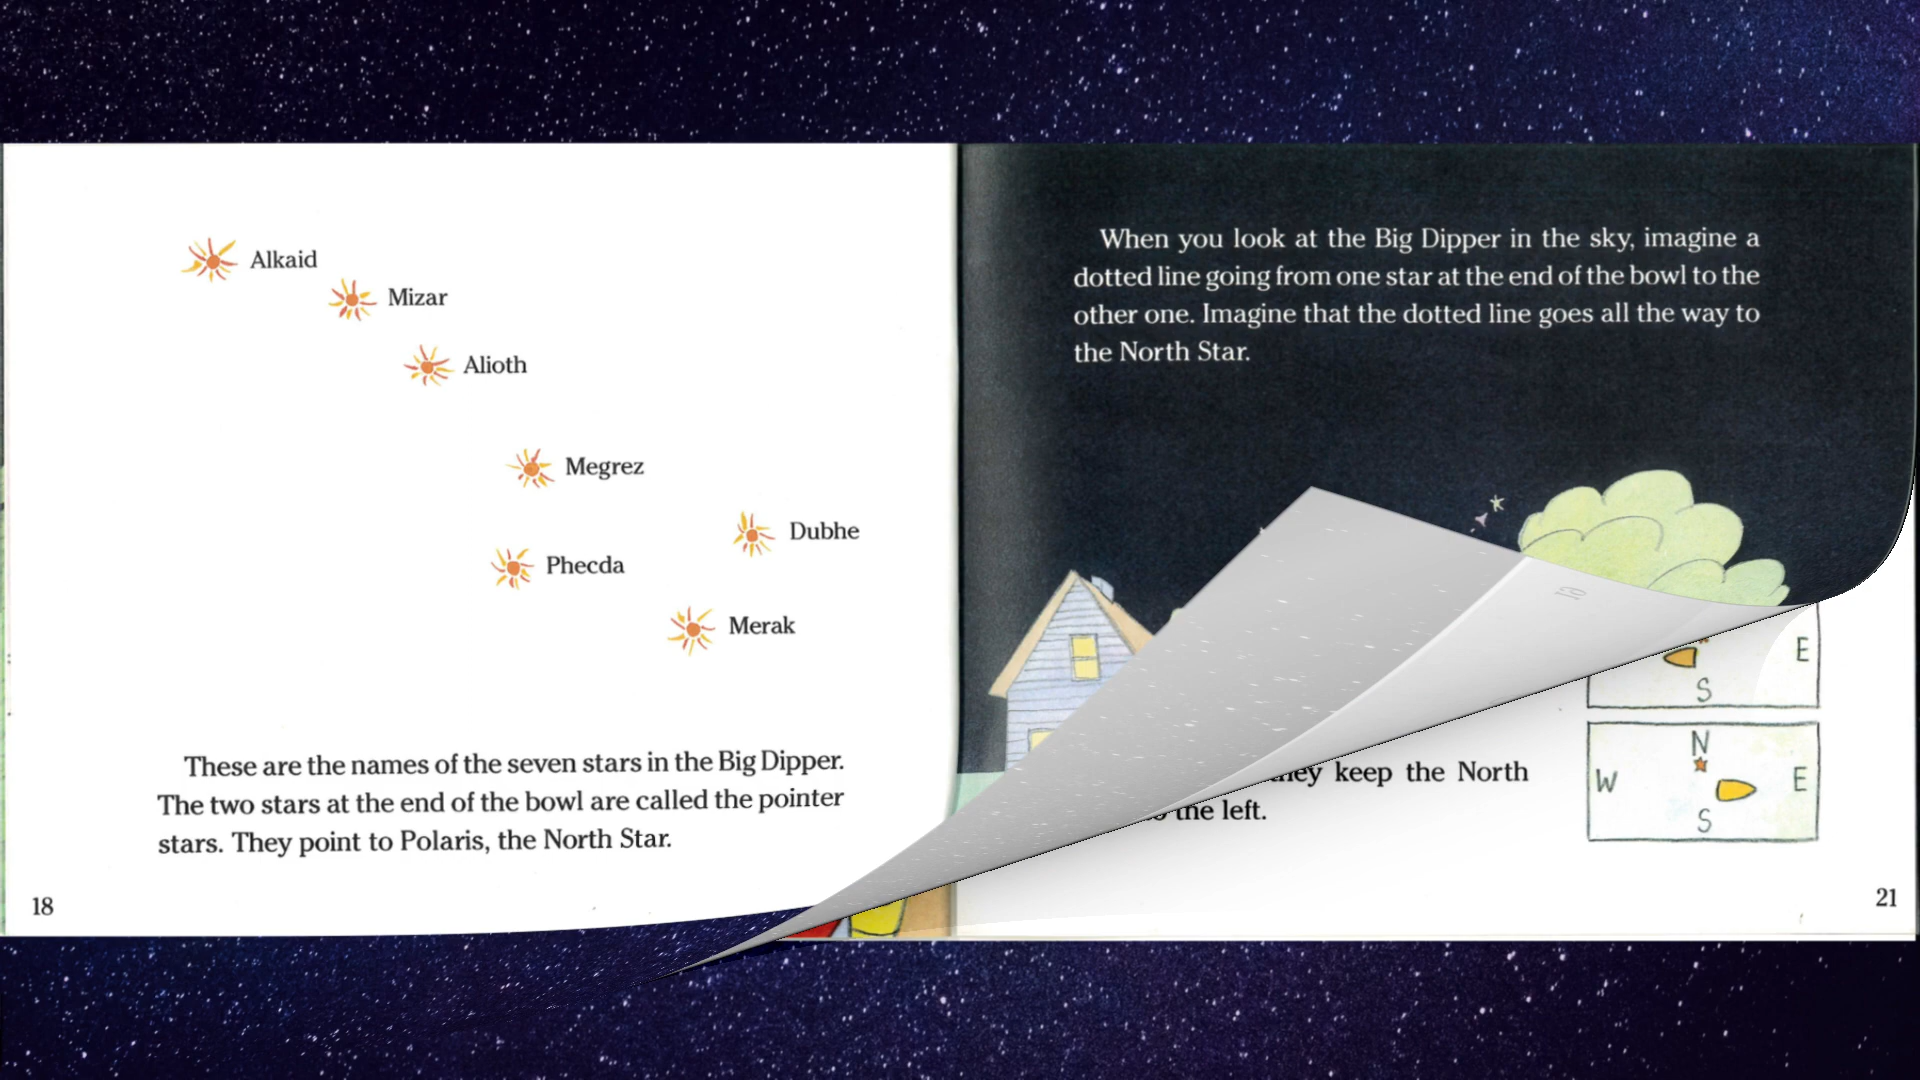 Alkaid
Mizar
Alioth
Megrez
Dubhe
Phecda
Merak
These are the names of the seven stars in the Big Dipper.
The two stars at the end of the bowl are called the pointer
stars. They point to Polaris, the North Star.
18
When you look at the Big Dipper in the sky, imagine a
dotted line going from one star at the end of the bowl to the
other one. Imagine that the dotted line goes all the way to
the North Star.
19
E
S
N
W E
S
they keep the North
the left.
21